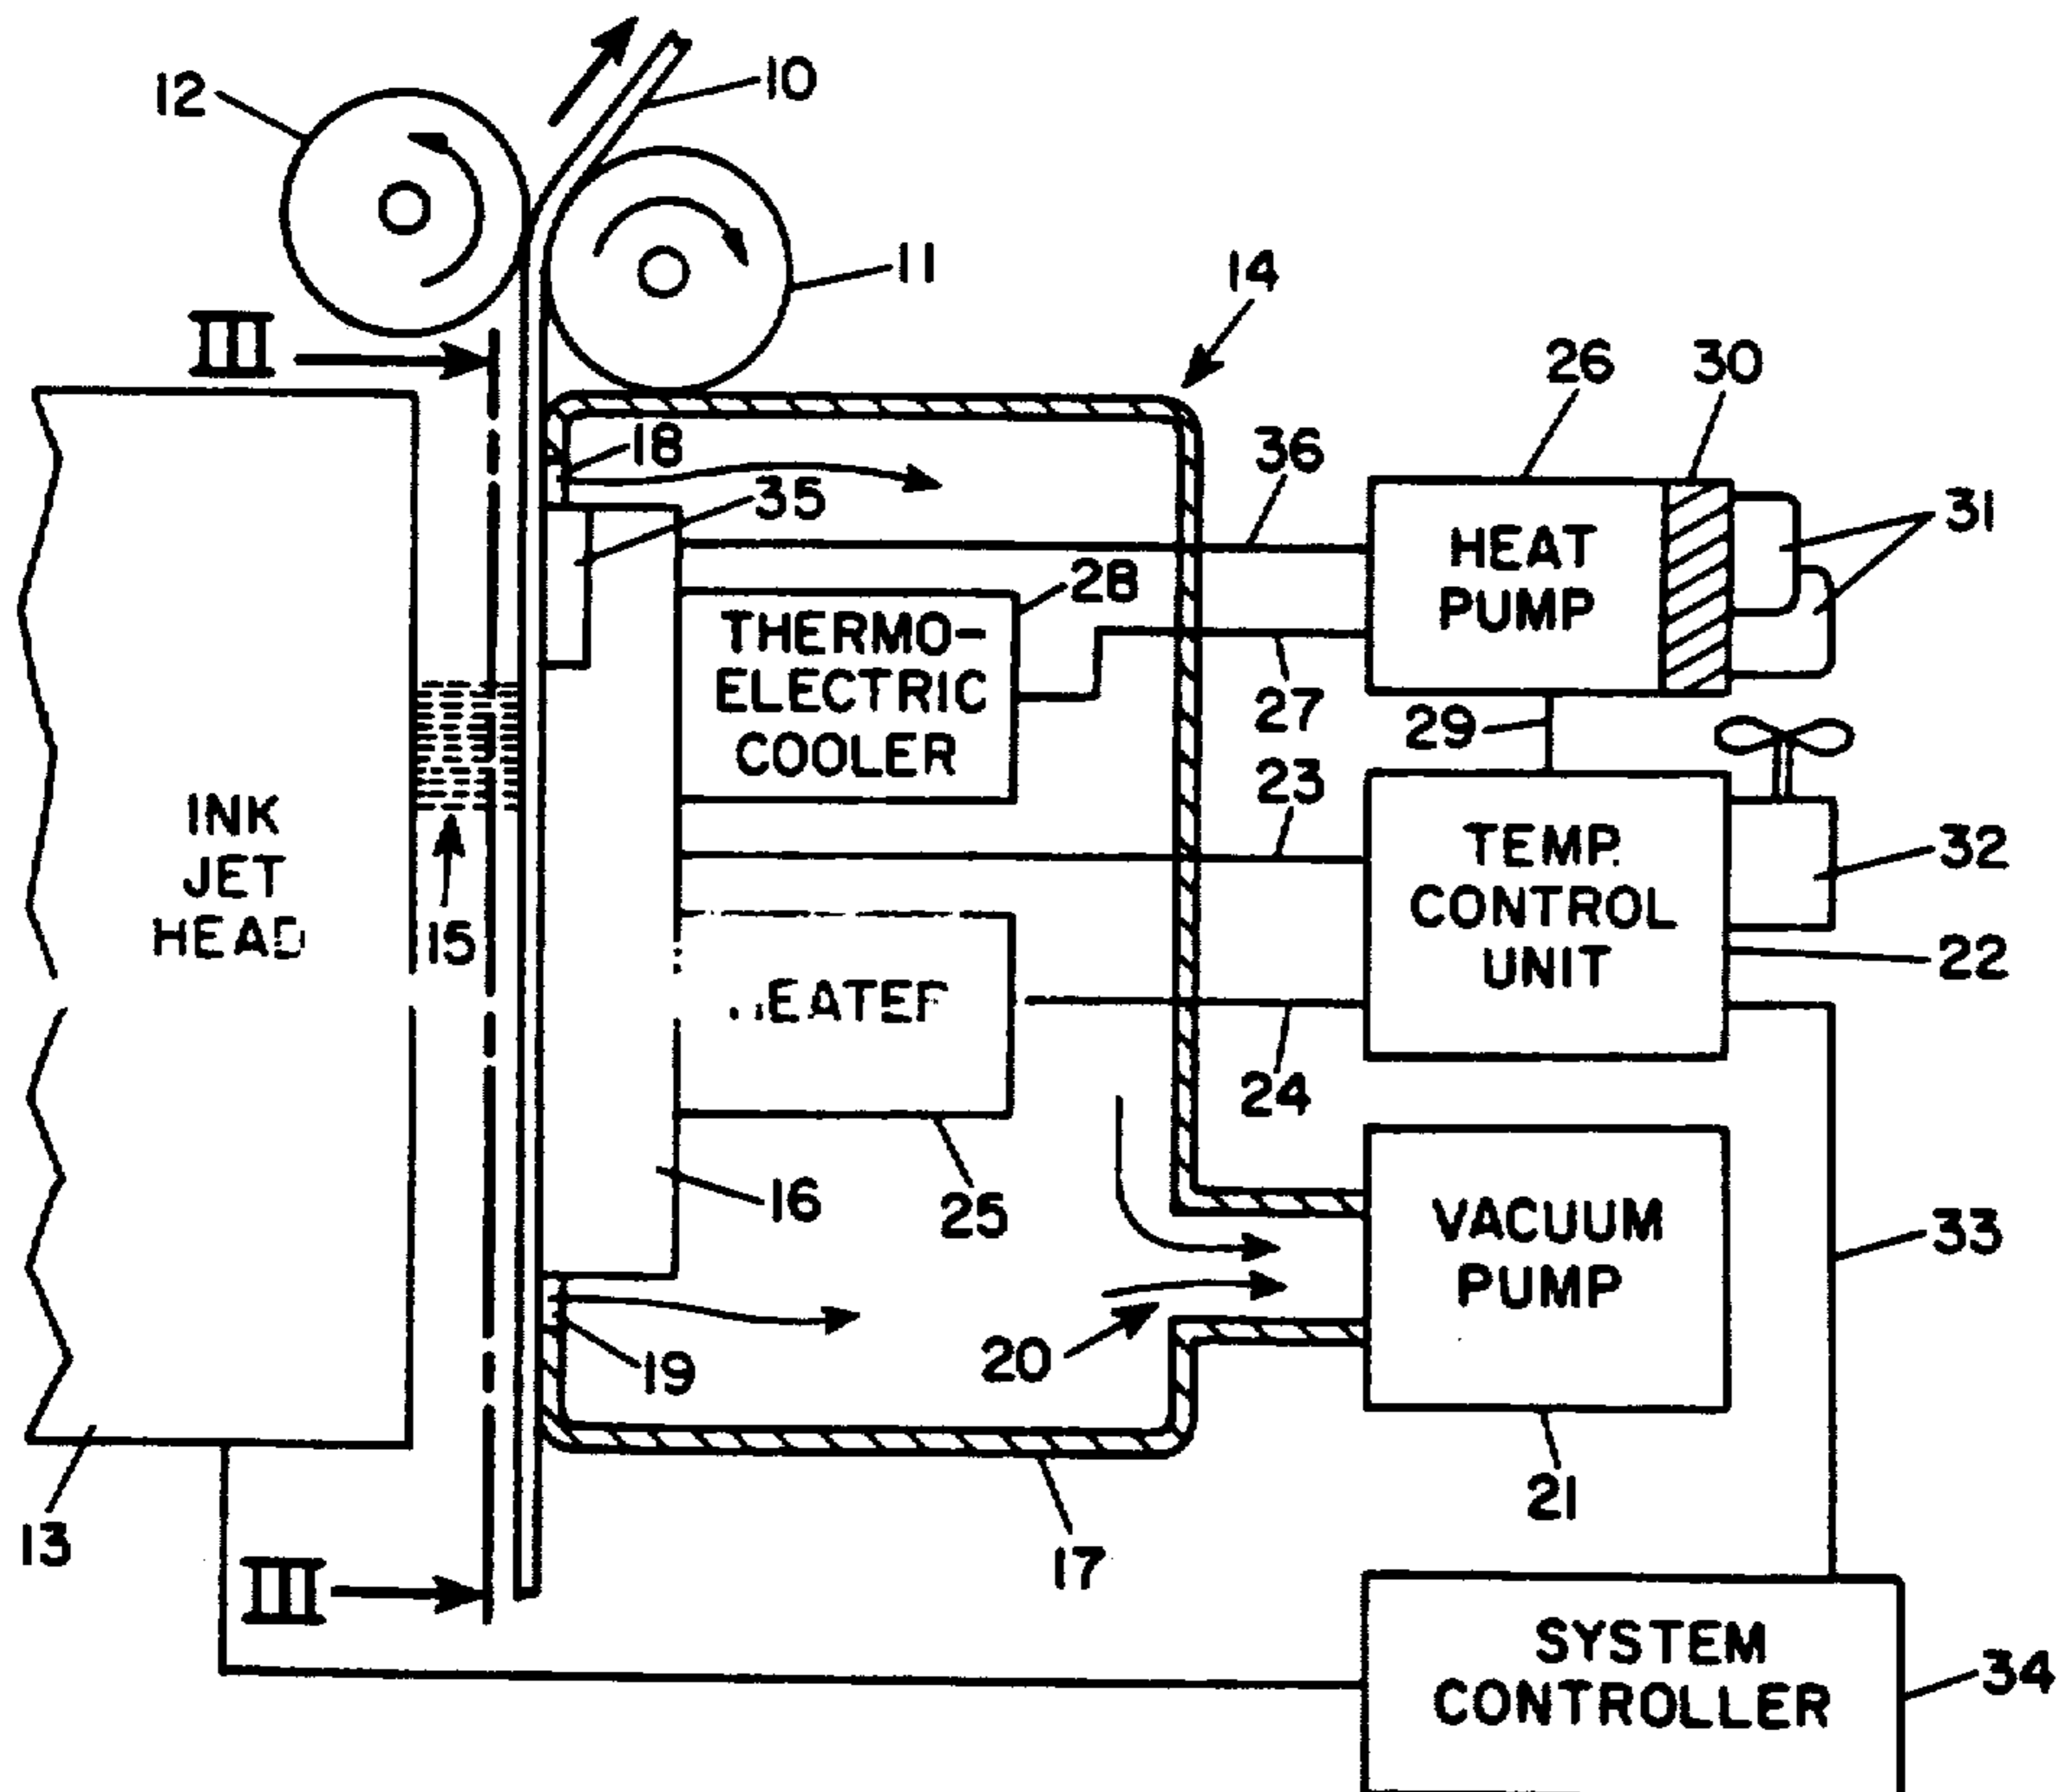 12
10
11
III
14
26
30
18
36
35
31
HEAT
PUMP
28
THERMO-
ELECTRIC
COOLER
27
29
23
INK
JET
HEAD
15
TEMP.
CONTROL
UNIT
32
22
24
16
25
VACUUM
PUMP
33
20
19
21
13
17
III
SYSTEM
CONTROLLER
34